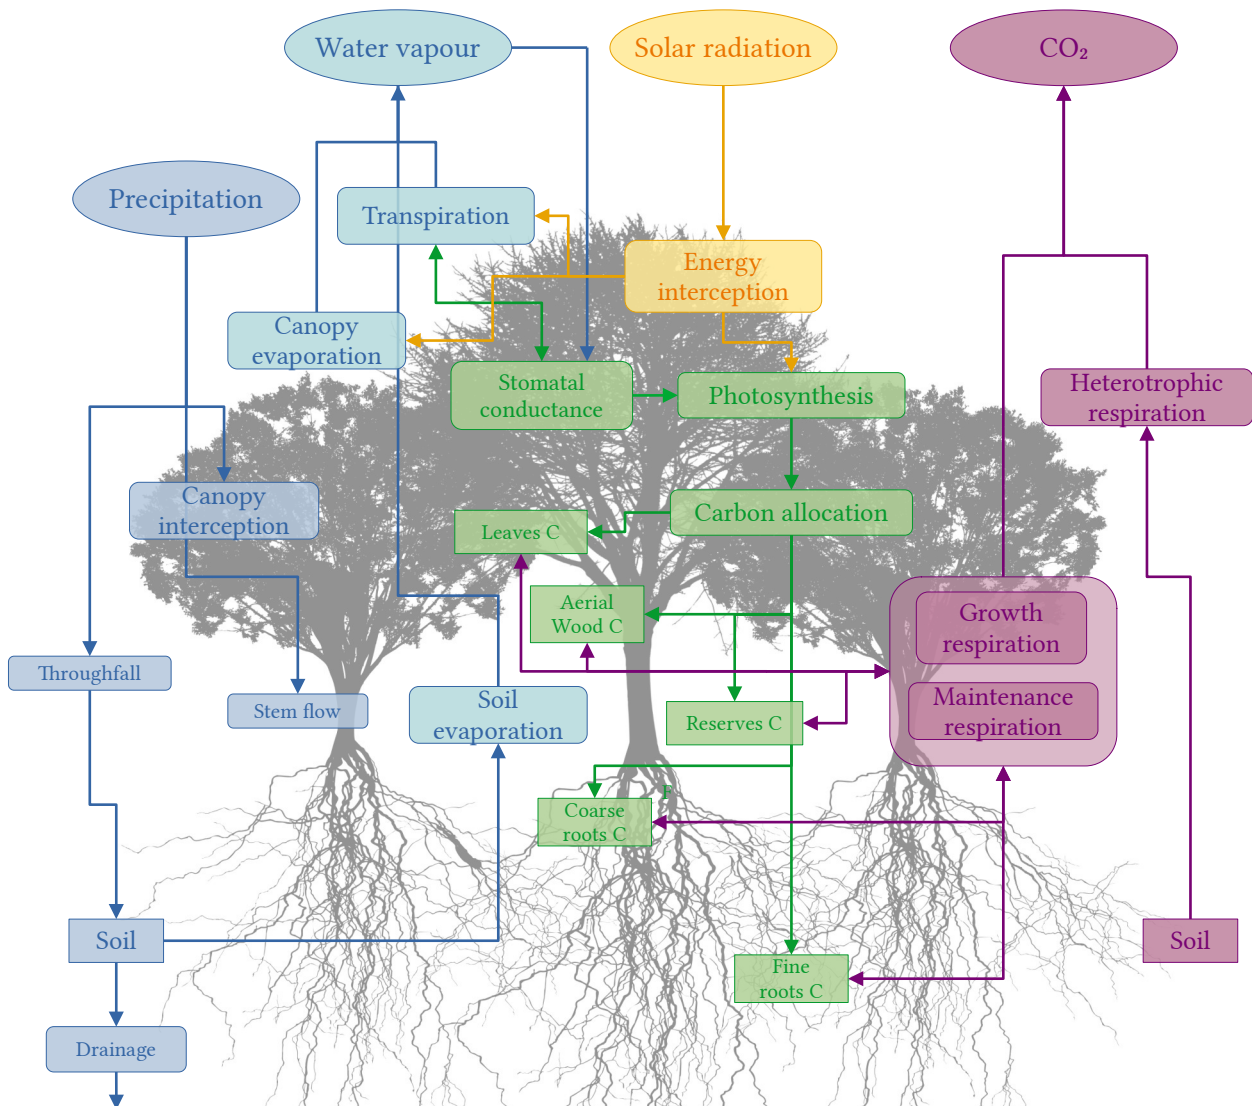 Water vapour
Solar radiation
CO₂
Precipitation
Transpiration
Energy
interception
Canopy
evaporation
Stomatal
conductance
Photosynthesis
Heterotrophic
respiration
Canopy
interception
Carbon allocation
Leaves C
Aerial
Wood C
Growth
respiration
Throughfall
Stem flow
Soil
evaporation
Reserves C
Maintenance
respiration
F
Coarse
roots C
Soil
Fine
roots C
Soil
Drainage